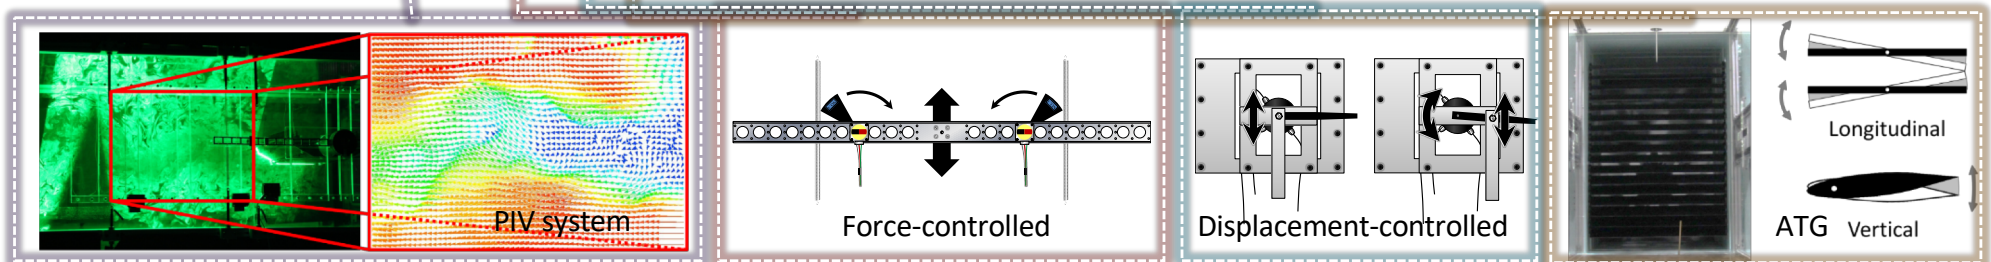 PIV system
Force-controlled
Displacement-controlled
Longitudinal
ATG
Vertical